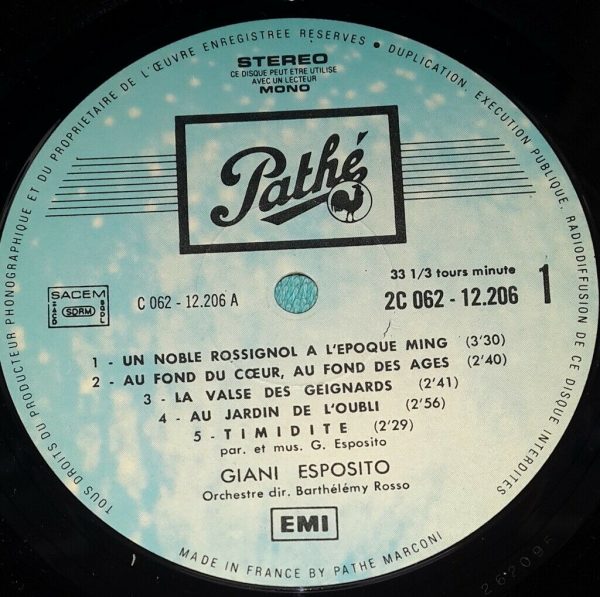 TOUS DROITS DU PRODUCTEUR PHONOGRAPHIQUE ET DU PROPRIETAIRE DE L'ŒUVRE ENREGISTREE RESERVES • DUPLICATION, EXECUTION PUBLIQUE, RADIODIFFUSION DE CE DISQUE INTERDITES
STEREO
CE DISQUE PEUT ETRE UTILISE
AVEC UN LECTEUR
MONO
Pathé
SACEM
SACD SDRM BGDL
C 062 - 12.206 A
33 1/3 tours minute
2C 062 - 12.206
1
1 - UN NOBLE ROSSIGNOL A L'EPOQUE MING (3'30)
2 - AU FOND DU CŒUR, AU FOND DES AGES (2'40)
3 - LA VALSE DES GEIGNARDS (2'41)
4 - AU JARDIN DE L'OUBLI (2'56)
5 - TIMIDITE (2'29)
par. et mus. G. Esposito
GIANI ESPOSITO
Orchestre dir. Barthélémy Rosso
EMI
MADE IN FRANCE BY PATHE MARCONI